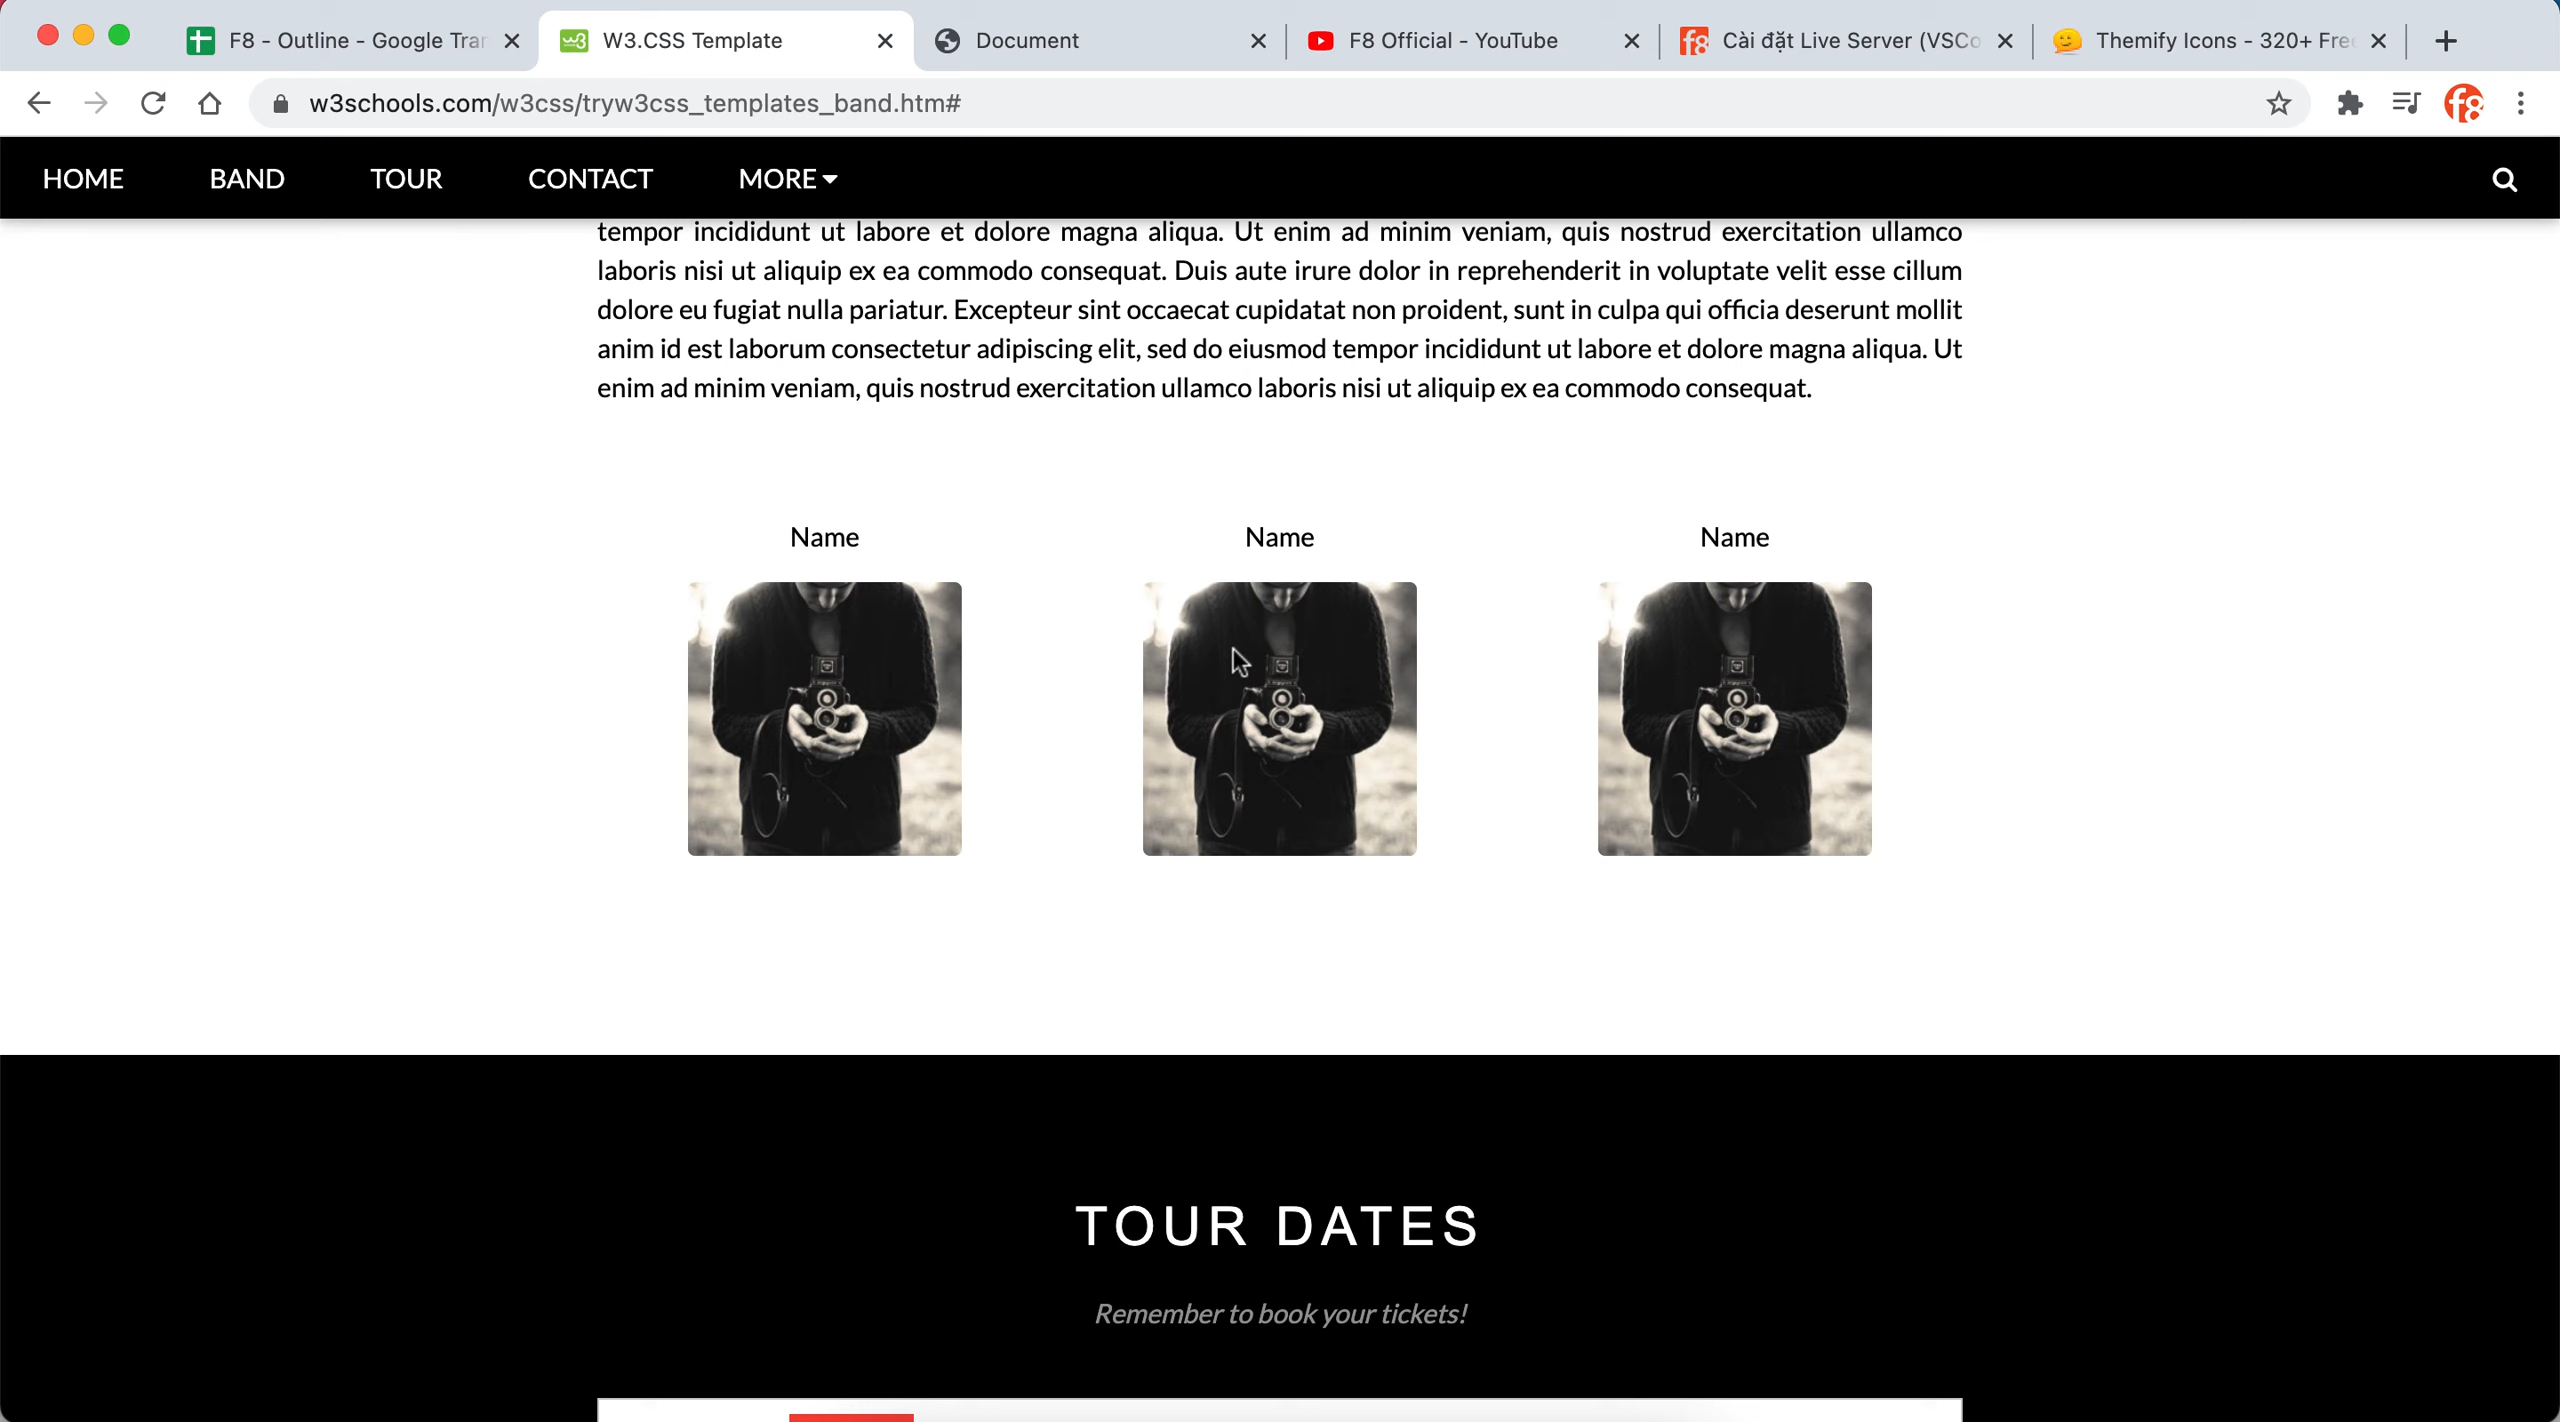 F8 - Outline - Google Tran
W3.CSS Template
Document
F8 Official - YouTube
Cài đặt Live Server (VSCo
Themify Icons - 320+ Free
w3schools.com/w3css/tryw3css_templates_band.htm#
HOME
BAND
TOUR
CONTACT
MORE
tempor incididunt ut labore et dolore magna aliqua. Ut enim ad minim veniam, quis nostrud exercitation ullamco
laboris nisi ut aliquip ex ea commodo consequat. Duis aute irure dolor in reprehenderit in voluptate velit esse cillum
dolore eu fugiat nulla pariatur. Excepteur sint occaecat cupidatat non proident, sunt in culpa qui officia deserunt mollit
anim id est laborum consectetur adipiscing elit, sed do eiusmod tempor incididunt ut labore et dolore magna aliqua. Ut
enim ad minim veniam, quis nostrud exercitation ullamco laboris nisi ut aliquip ex ea commodo consequat.
Name
Name
Name
TOUR DATES
Remember to book your tickets!